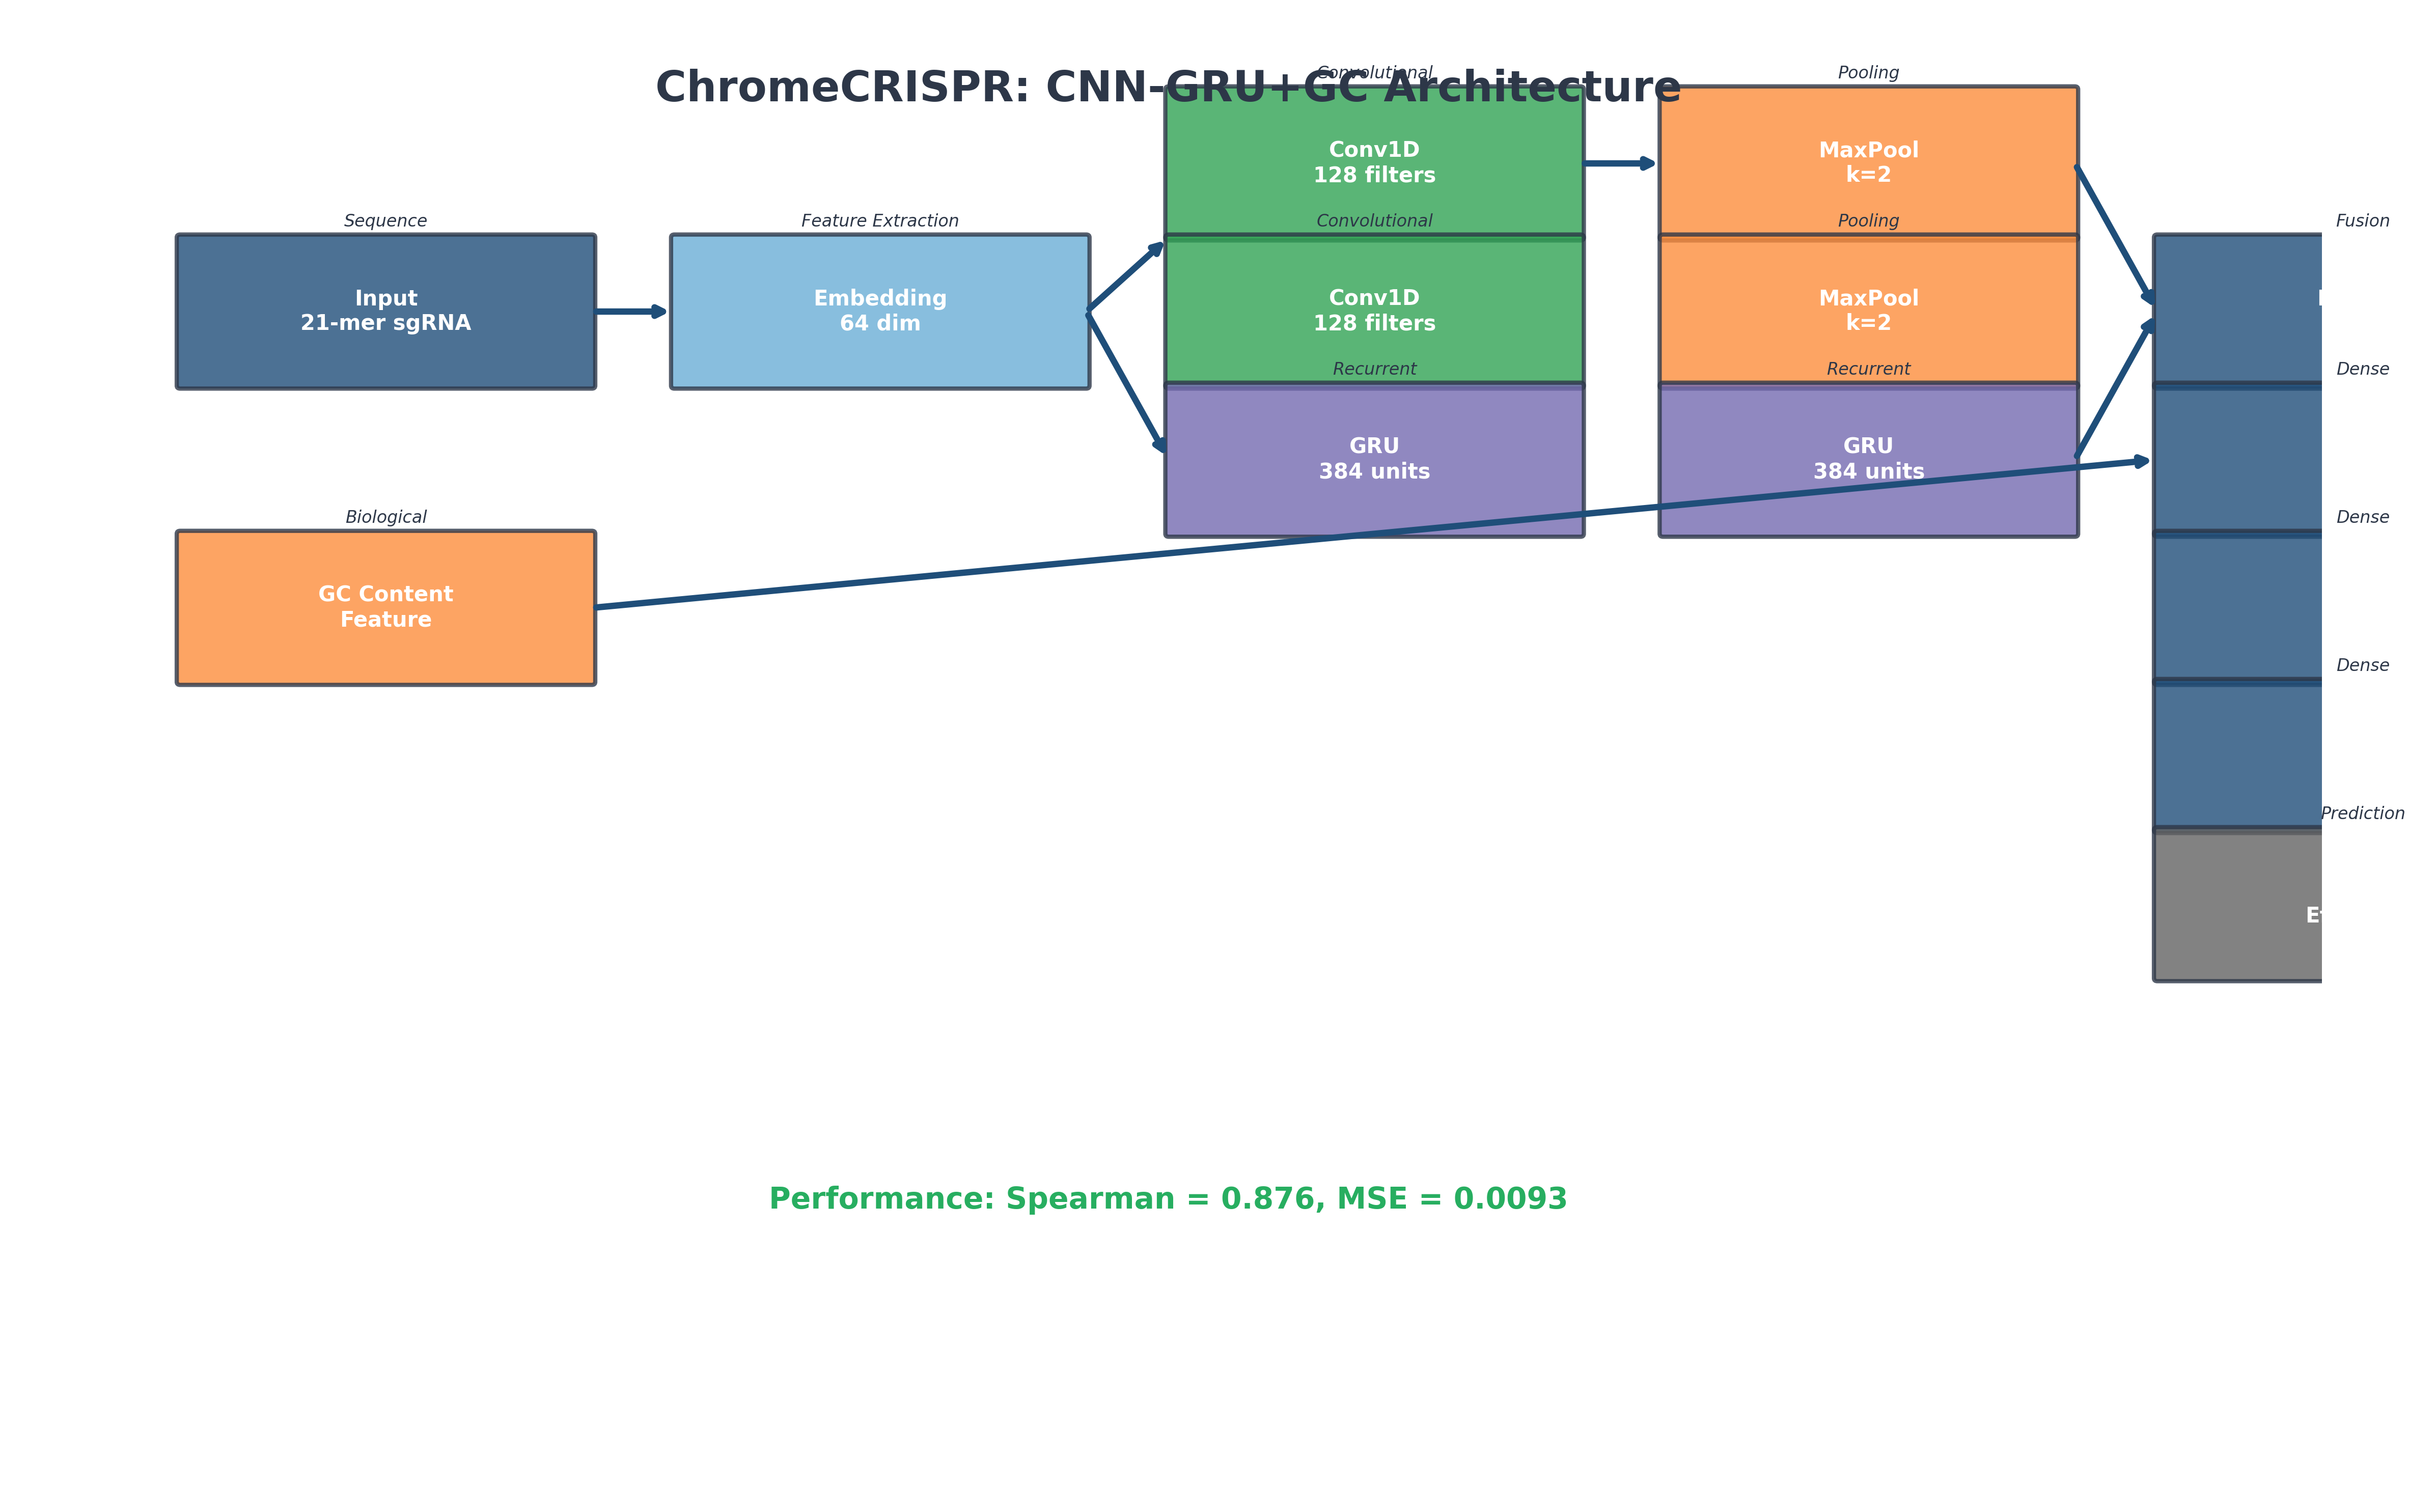 ChromeCRISPR: CNN-GRU+GC Architecture
Convolutional
Pooling
Conv1D
128 filters
MaxPool
k=2
Sequence
Feature Extraction
Convolutional
Pooling
Fusion
Input
21-mer sgRNA
Embedding
64 dim
Conv1D
128 filters
MaxPool
k=2
Recurrent
Recurrent
Dense
GRU
384 units
GRU
384 units
Biological
Dense
GC Content
Feature
Dense
Prediction
Performance: Spearman = 0.876, MSE = 0.0093